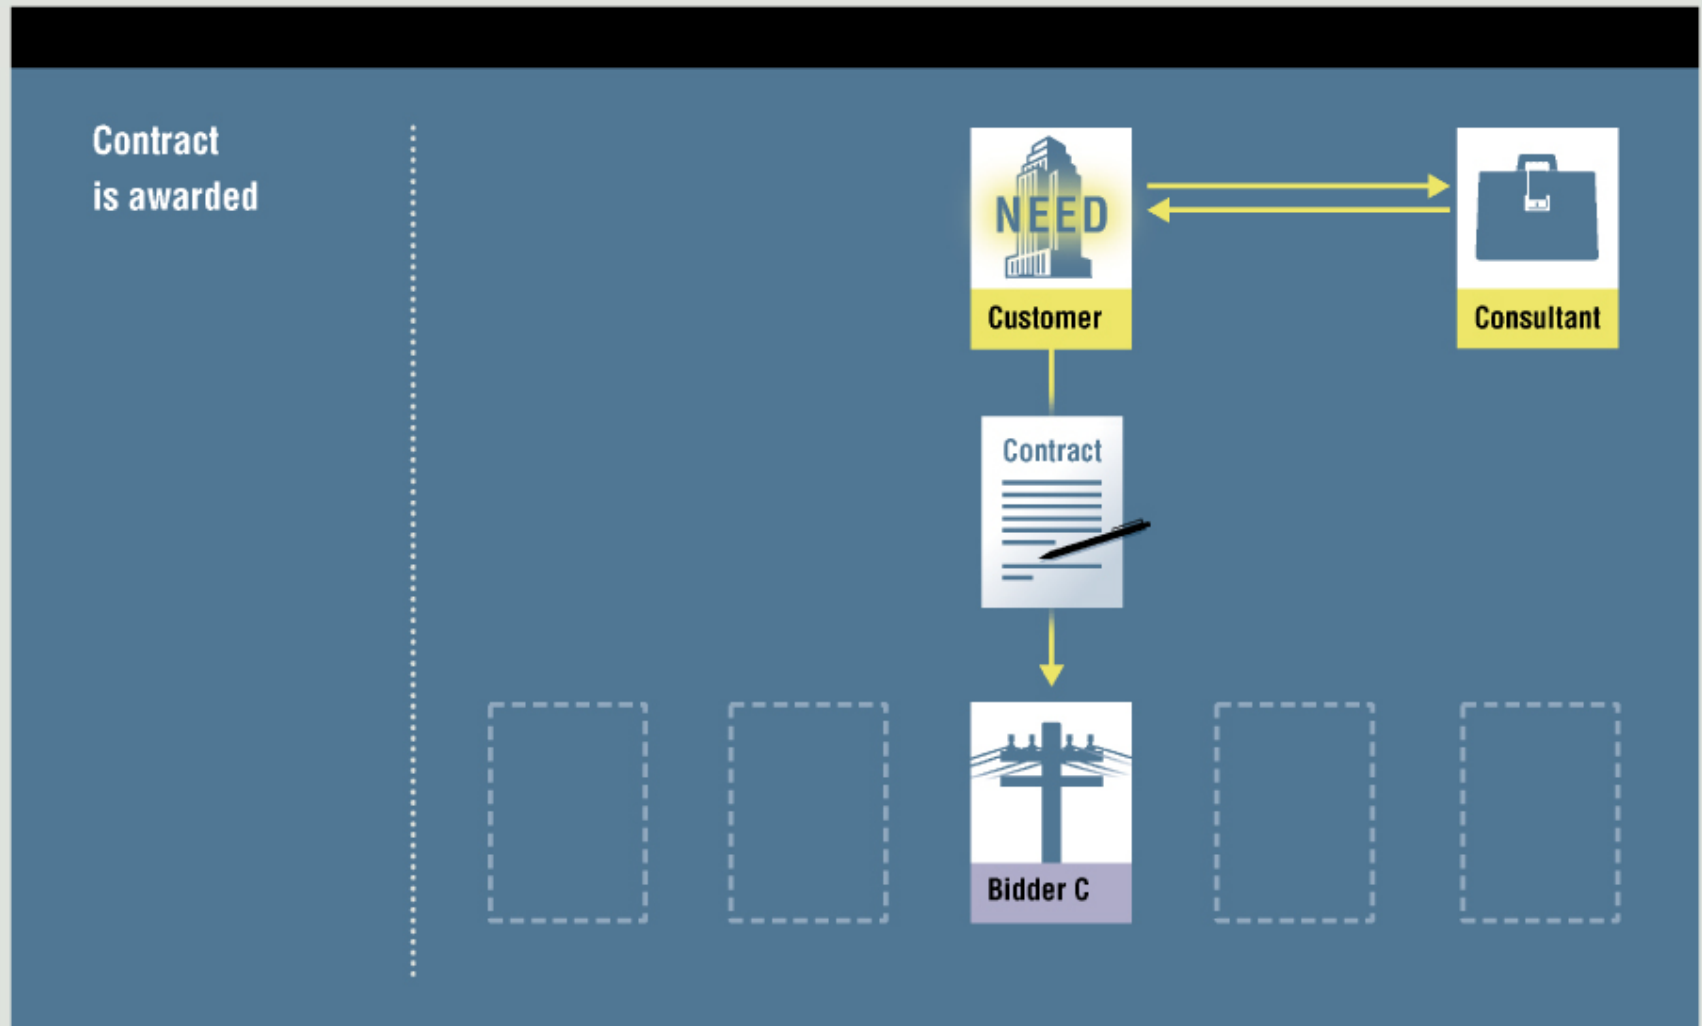 Contract
is awarded
NEED
Customer
Consultant
Contract
Bidder C